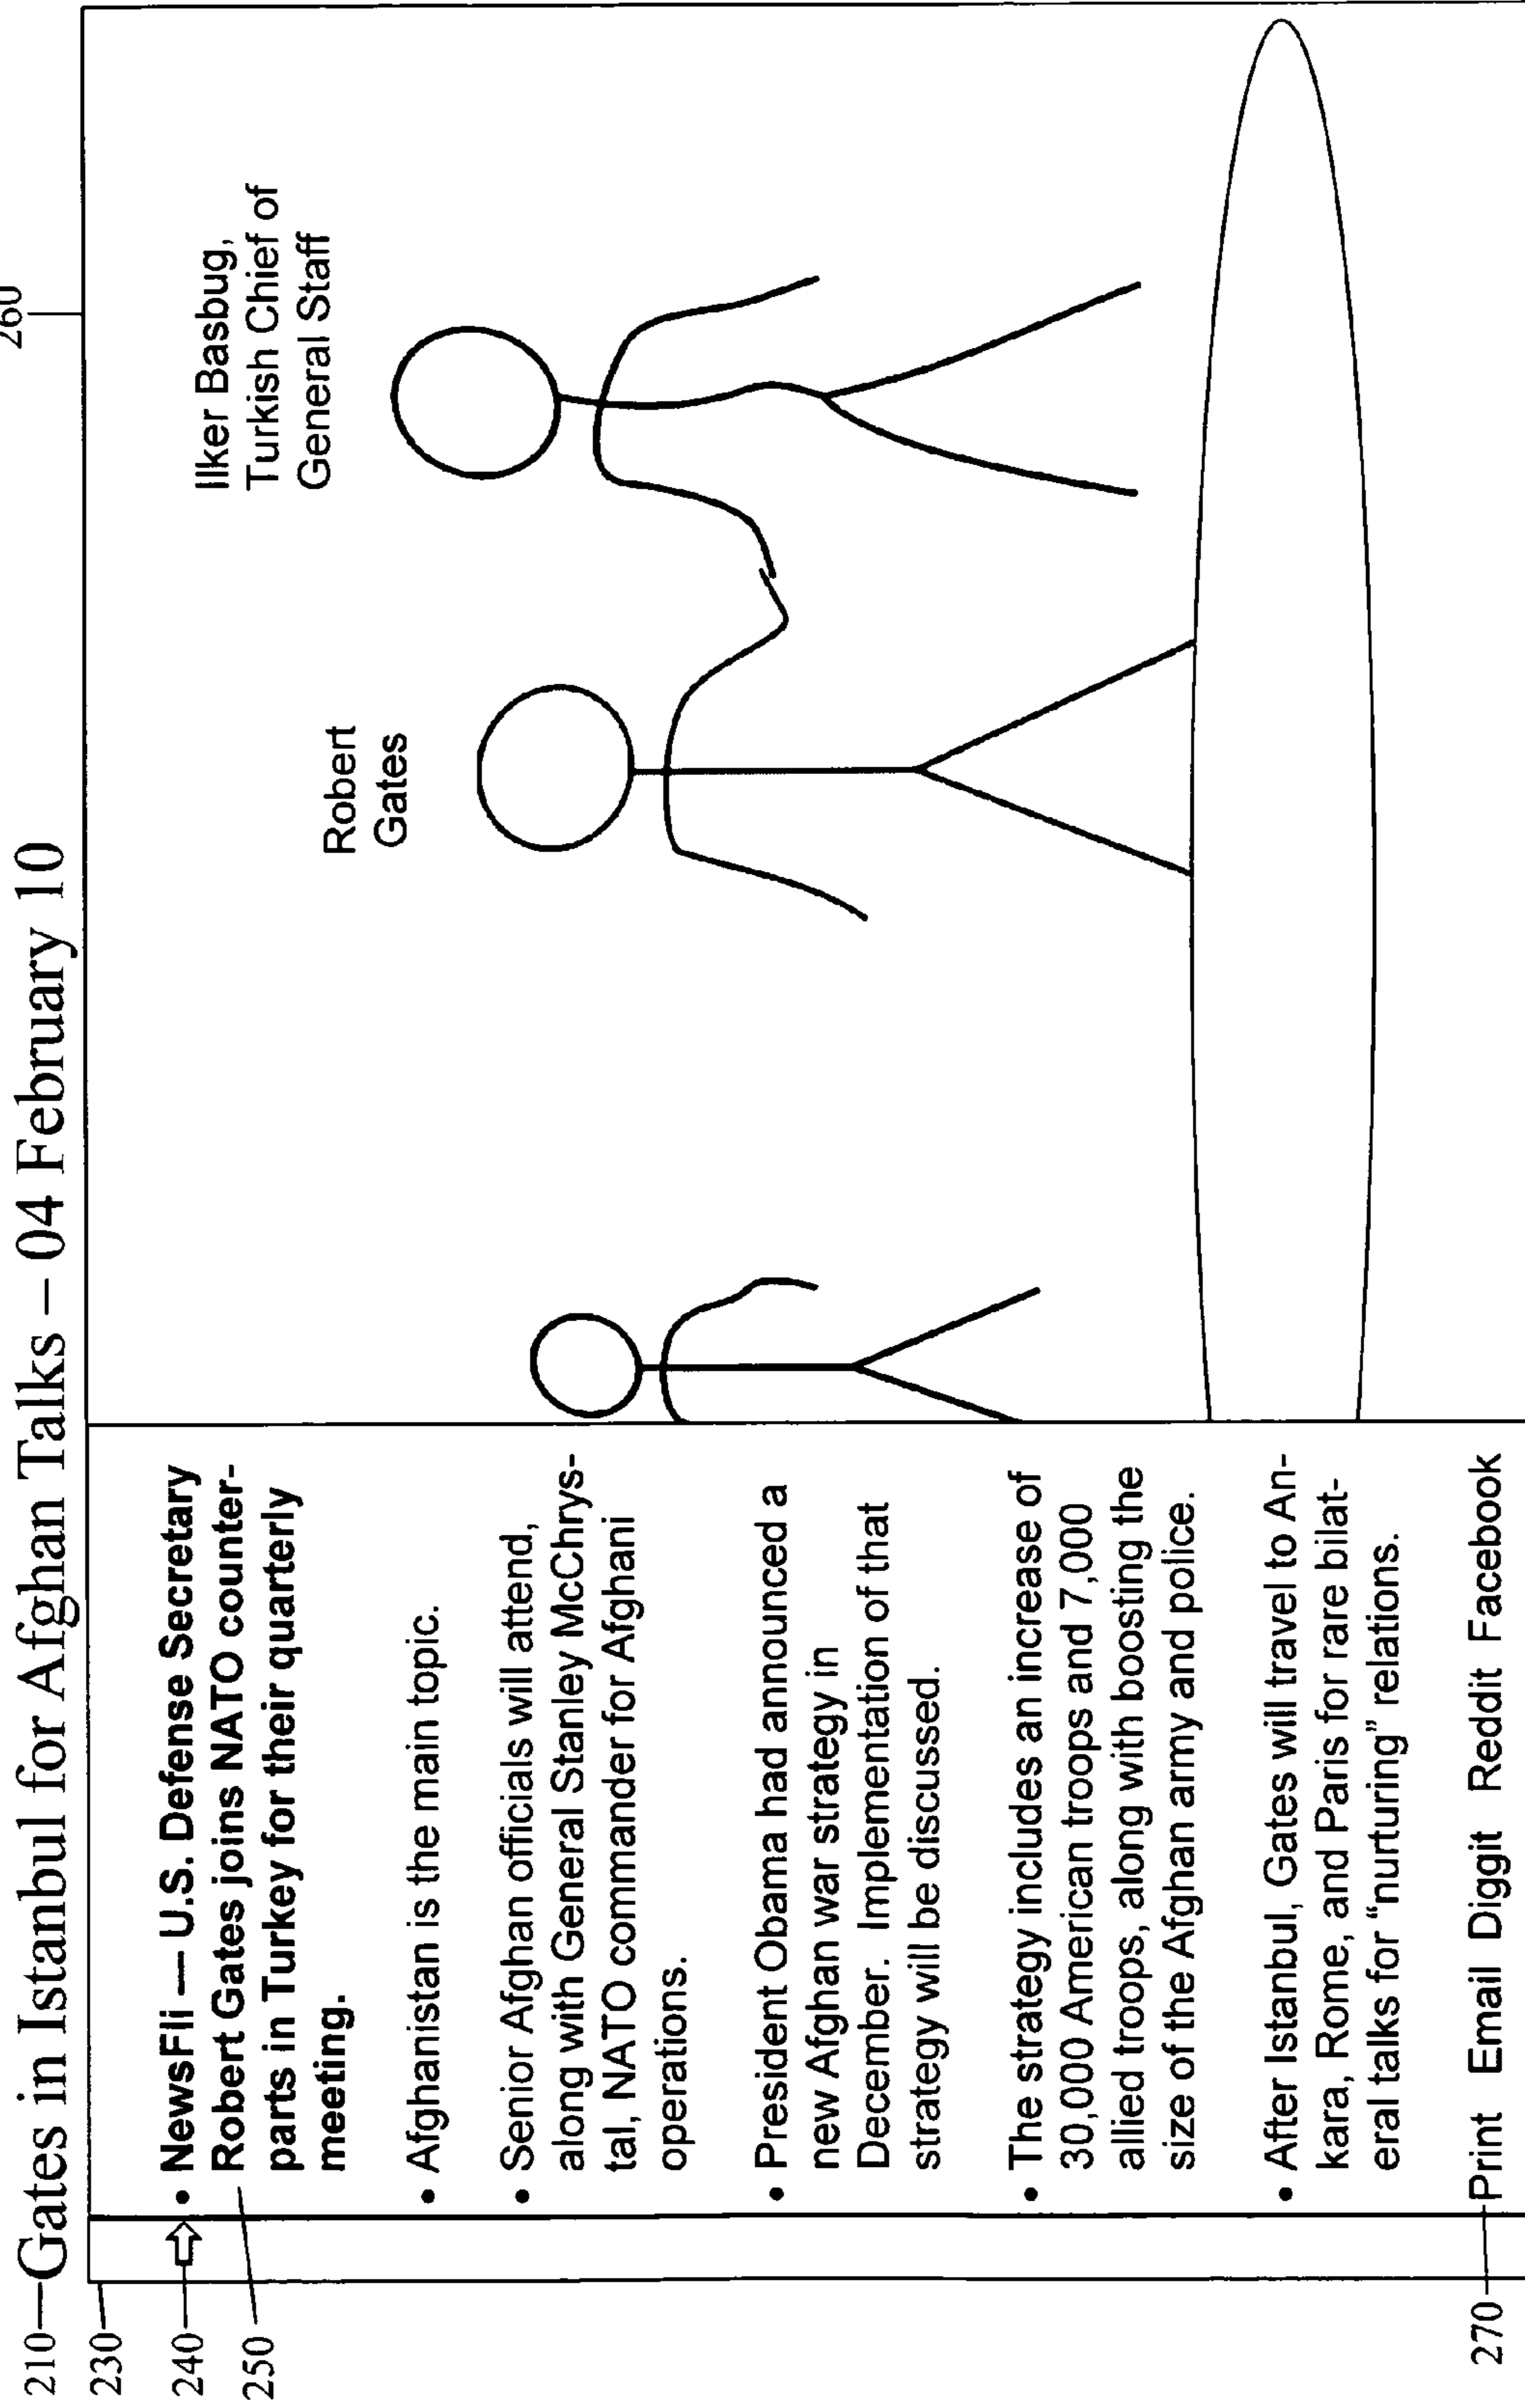 210
Gates in Istanbul for Afghan Talks – 04 February 10
230
240
250
• NewsFli — U.S. Defense Secretary
Robert Gates joins NATO counter-
parts in Turkey for their quarterly
meeting.
• Afghanistan is the main topic.
• Senior Afghan officials will attend,
along with General Stanley McChrys-
tal, NATO commander for Afghani
operations.
• President Obama had announced a
new Afghan war strategy in
December.  Implementation of that
strategy will be discussed.
• The strategy includes an increase of
30,000 American troops and 7,000
allied troops, along with boosting the
size of the Afghan army and police.
• After Istanbul, Gates will travel to An-
kara, Rome, and Paris for rare bilat-
eral talks for “nurturing” relations.
270
Print Email Diggit Reddit Facebook
260
Robert
Gates
Ilker Basbug,
Turkish Chief of
General Staff